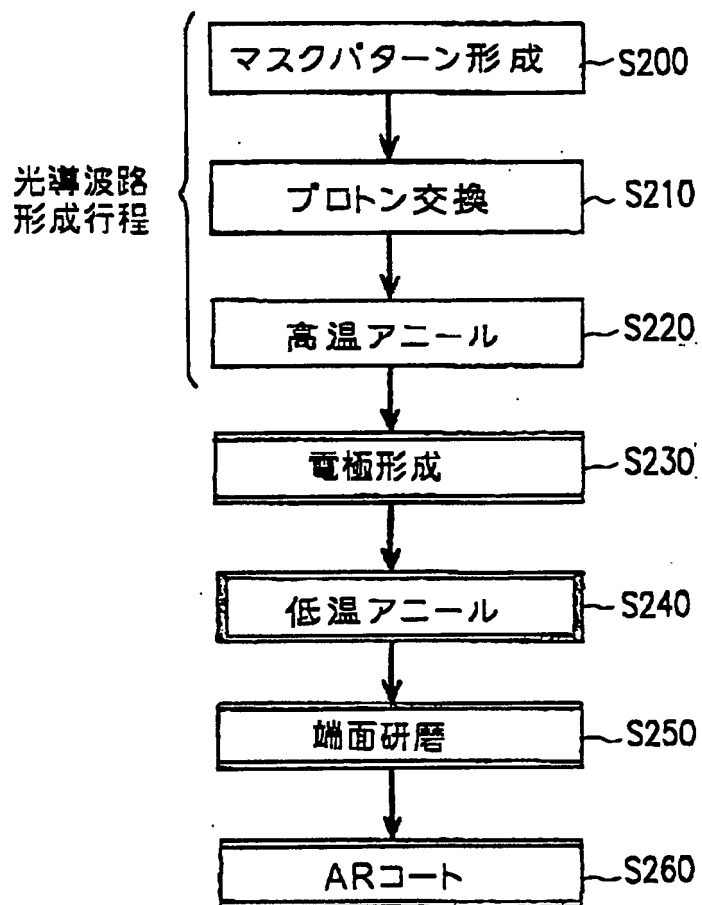 マスクパターン形成 S200
光導波路
形成行程
プロトン交換 S210
高温アニール S220
電極形成 S230
低温アニール S240
端面研磨 S250
ARコート S260